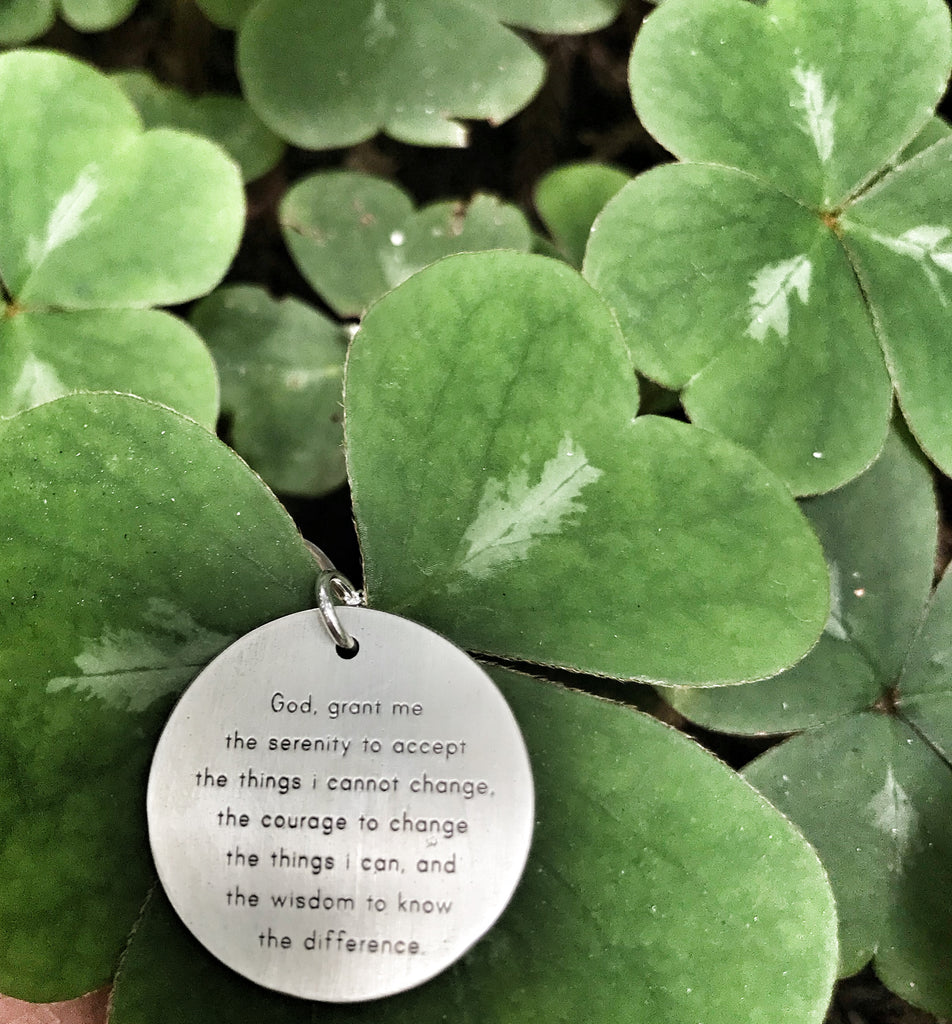 God, grant me
the serenity to accept
the things i cannot change,
the courage to change
the things i can, and
the wisdom to know
the difference.